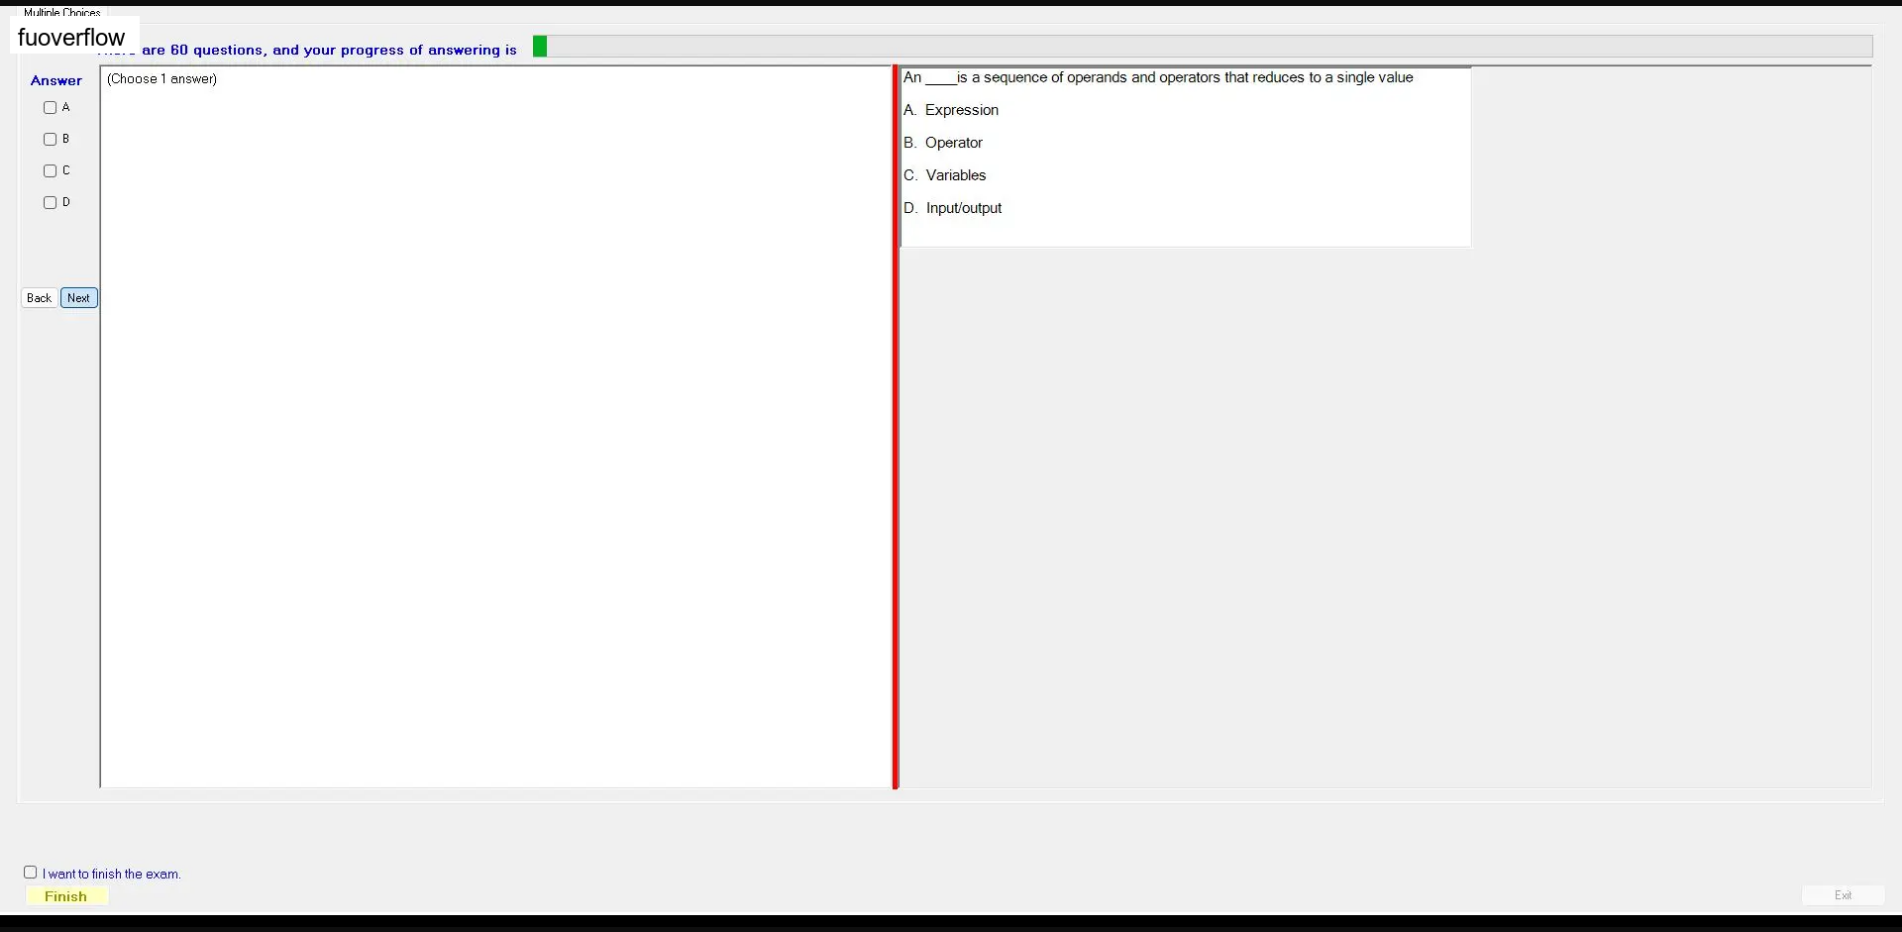 Multiple Choices
fuoverflow
are 60 questions, and your progress of answering is
Answer
(Choose 1 answer)
A
B
C
D
Back Next
An ____is a sequence of operands and operators that reduces to a single value
A. Expression
B. Operator
C. Variables
D. Input/output
I want to finish the exam.
Finish
Exit